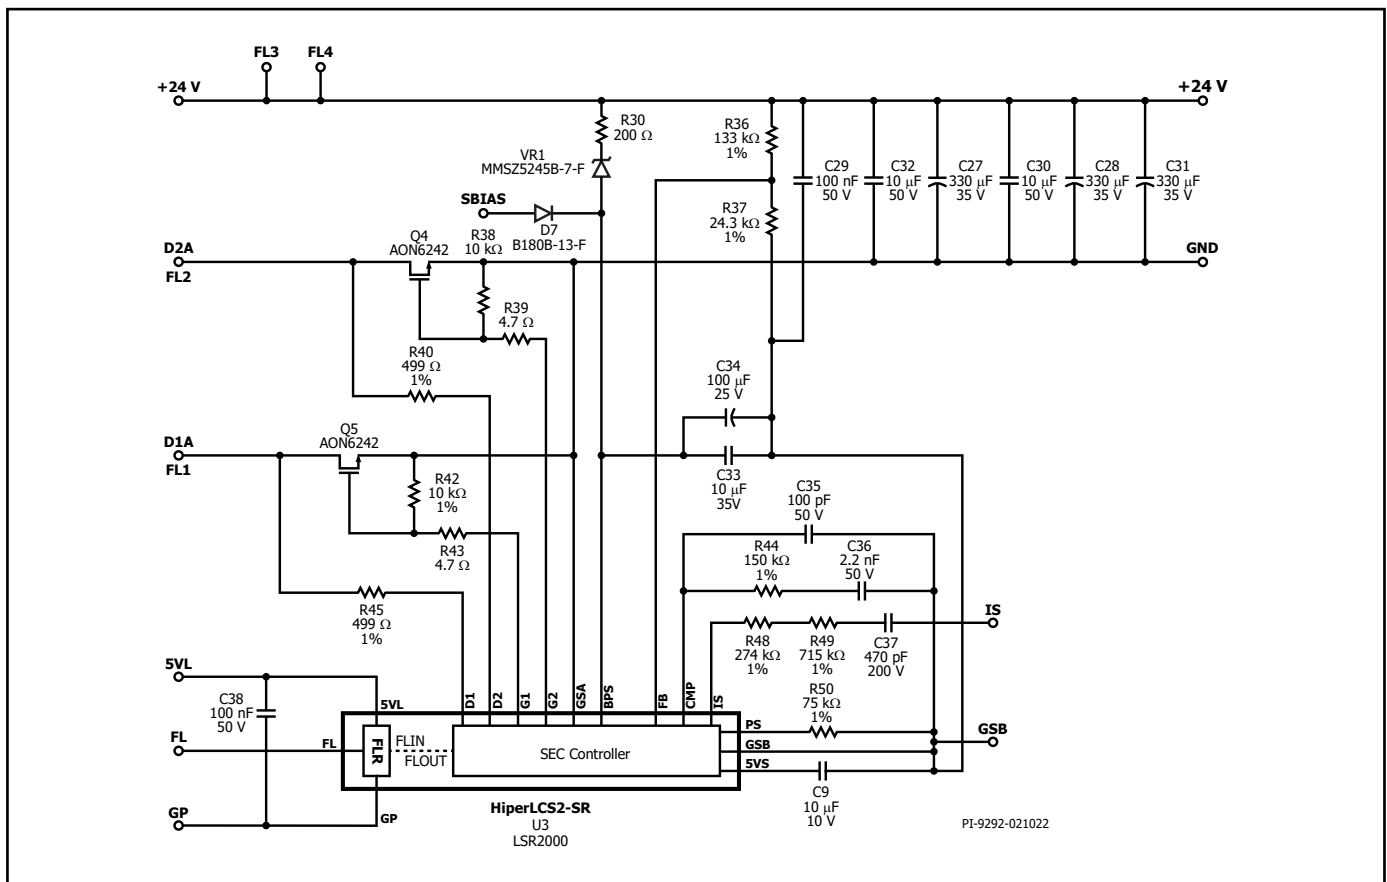 FL3
FL4
+24 V
+24 V
R30
200 Ω
R36
133 kΩ
1%
VR1
MMSZ5245B-7-F
C29
100 nF
50 V
C32
10 μF
50 V
C27
330 μF
35 V
C30
10 μF
50 V
C28
330 μF
35 V
C31
330 μF
35 V
SBIAS
D7
B180B-13-F
R37
24.3 kΩ
1%
D2A
FL2
Q4
AON6242
R38
10 kΩ
GND
R39
4.7 Ω
R40
499 Ω
1%
C34
100 μF
25 V
D1A
FL1
Q5
AON6242
R42
10 kΩ
1%
C33
10 μF
35V
R43
4.7 Ω
C35
100 pF
50 V
R44
150 kΩ
1%
C36
2.2 nF
50 V
R45
499 Ω
1%
IS
R48
274 kΩ
1%
R49
715 kΩ
1%
C37
470 pF
200 V
5VL
C38
100 nF
50 V
5VL
D1
D2
G1
G2
GSA
BPS
FB
CMP
IS
R50
75 kΩ
1%
PS
GSB
5VS
GSB
FL
FL
FLR
FLIN
FLOUT
SEC Controller
C9
10 μF
10 V
GP
GP
HiperLCS2-SR
U3
LSR2000
PI-9292-021022